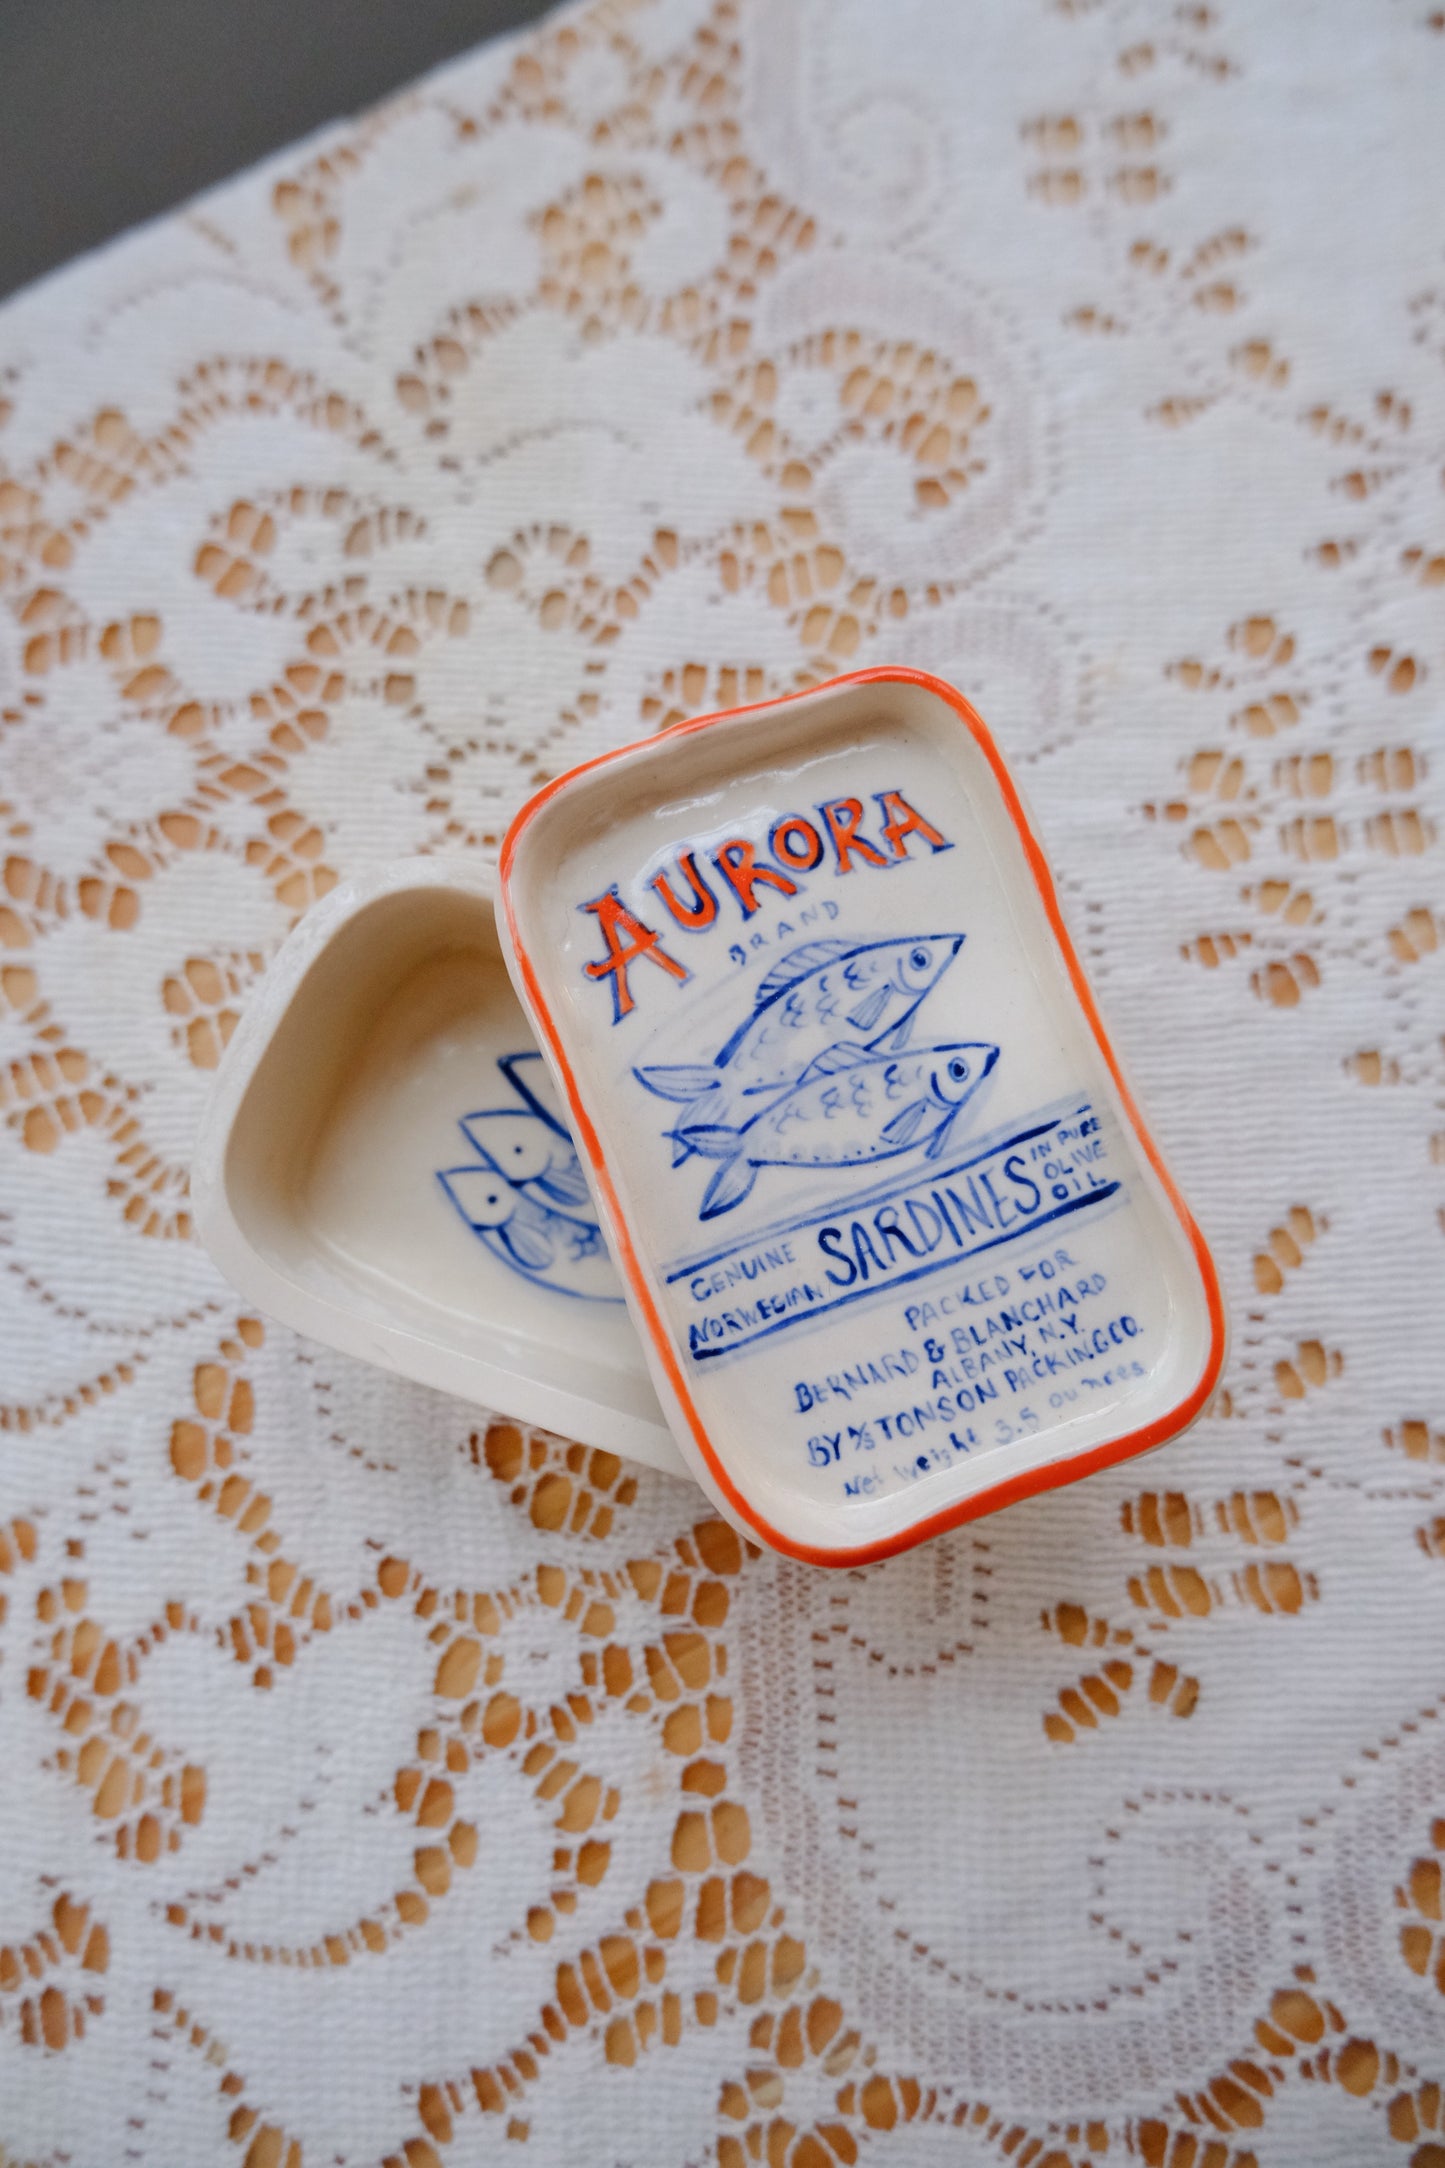 AURORA
BRAND
GENUINE
NORWEGIAN
SARDINES
IN PURE
OLIVE
OIL
PACKED FOR
BERNARD & BLANCHARD
ALBANY, N.Y.
BY A/S TONSON PACKING CO.
Net weight 3.5 ounces